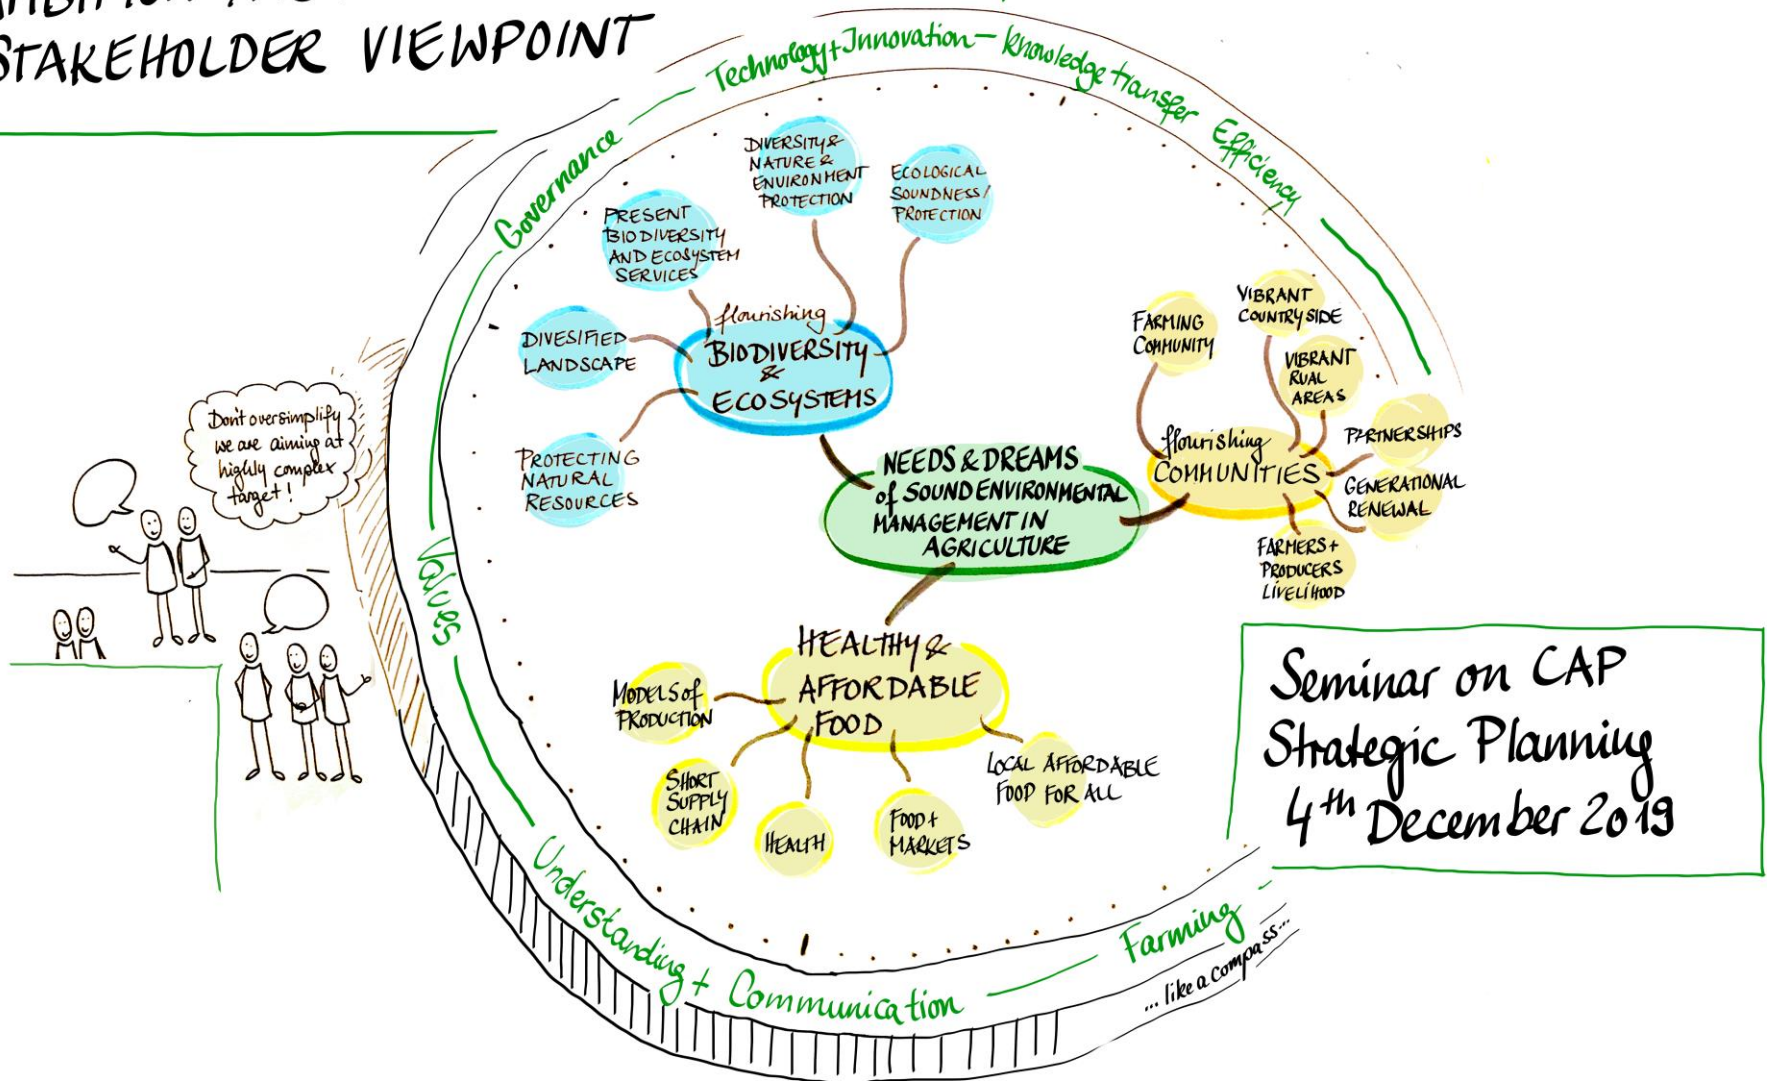 STAKEHOLDER VIEWPOINT
Governance
Technology + Innovation – knowledge transfer Efficiency
DIVERSITY &
NATURE &
ENVIRONMENT
PROTECTION
ECOLOGICAL
SOUNDNESS/
PROTECTION
PRESENT
BIODIVERSITY
AND ECOSYSTEM
SERVICES
DIVESIFIED
LANDSCAPE
PROTECTING
NATURAL
RESOURCES
flourishing
BIODIVERSITY
&
ECOSYSTEMS
FARMING
COMMUNITY
VIBRANT
COUNTRYSIDE
VIBRANT
RUAL
AREAS
PARTNERSHIPS
GENERATIONAL
RENEWAL
FARMERS +
PRODUCERS
LIVELIHOOD
flourishing
COMMUNITIES
NEEDS & DREAMS
of SOUND ENVIRONMENTAL
MANAGEMENT IN
AGRICULTURE
Don't oversimplify
we are aiming at
highly complex
target!
Values
HEALTHY &
AFFORDABLE
FOOD
MODELS of
PRODUCTION
SHORT
SUPPLY
CHAIN
HEALTH
FOOD +
MARKETS
LOCAL AFFORDABLE
FOOD FOR ALL
Seminar on CAP
Strategic Planning
4th December 2019
Understanding + Communication
Farming
... like a compass...